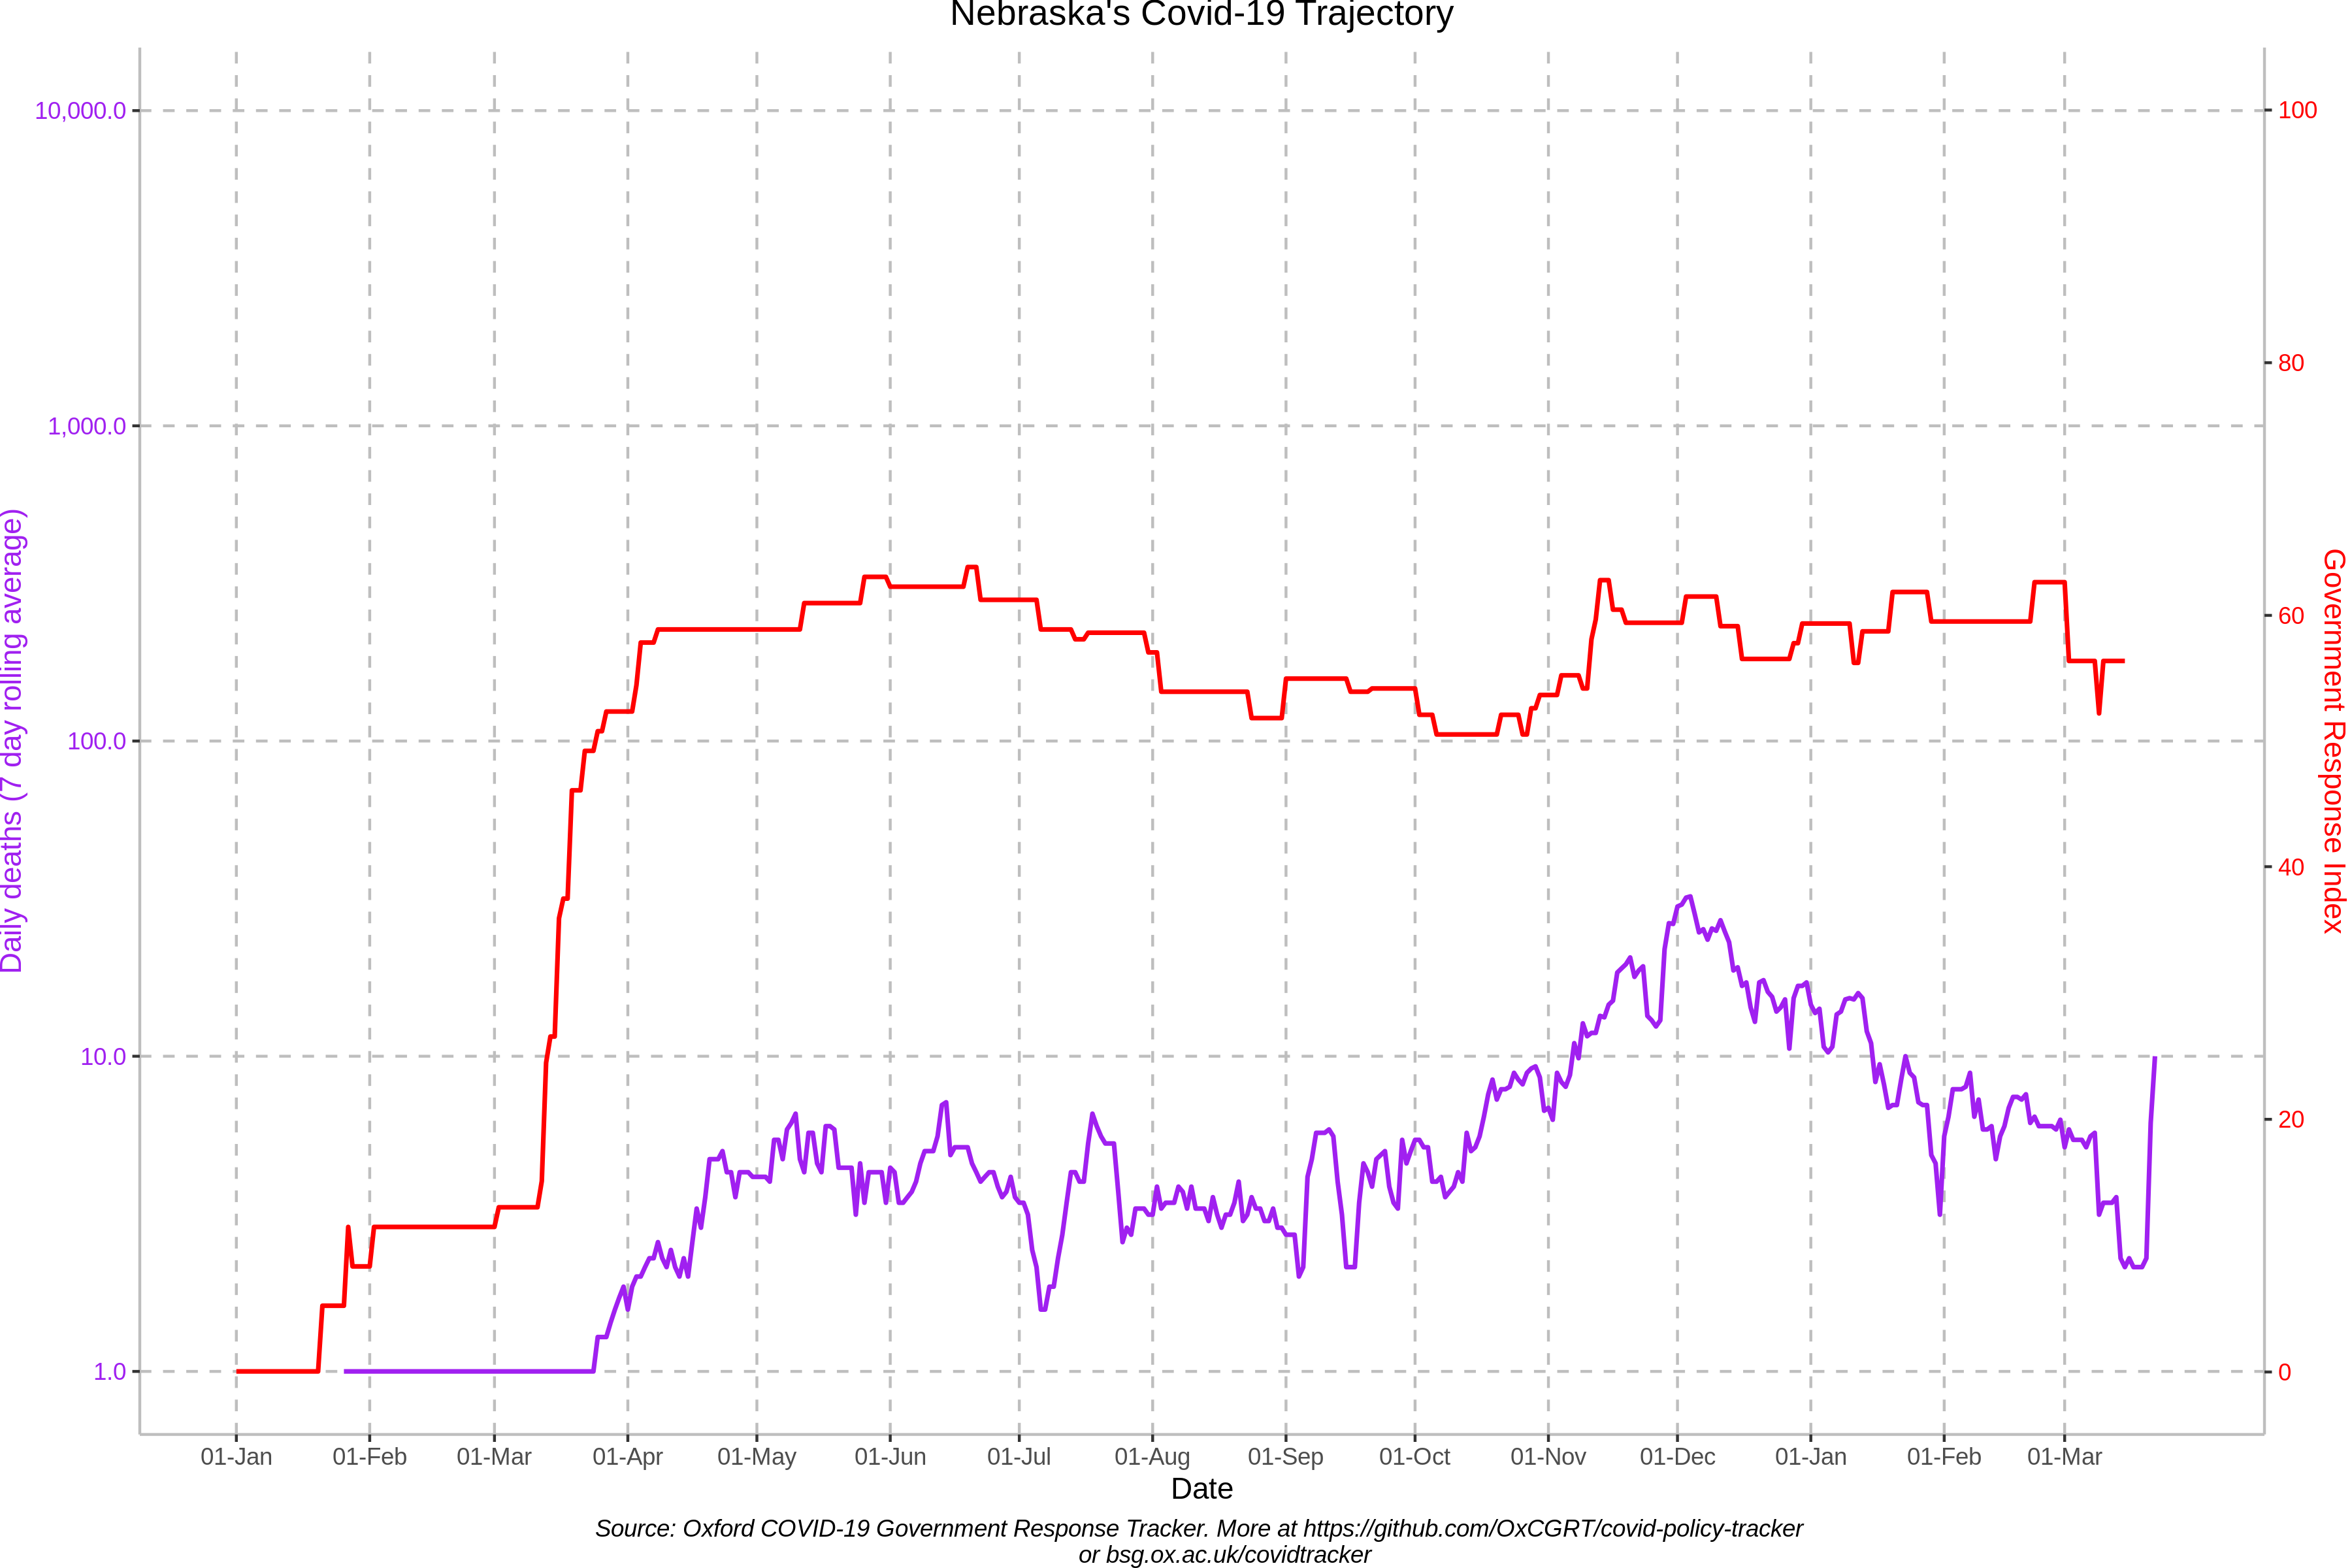 Nebraska's Covid-19 Trajectory
10,000.0
1,000.0
100.0
10.0
1.0
Daily deaths (7 day rolling average)
100
80
60
40
20
0
Government Response Index
01-Jan 01-Feb 01-Mar 01-Apr 01-May 01-Jun 01-Jul 01-Aug 01-Sep 01-Oct 01-Nov 01-Dec 01-Jan 01-Feb 01-Mar
Date
Source: Oxford COVID-19 Government Response Tracker. More at https://github.com/OxCGRT/covid-policy-tracker
or bsg.ox.ac.uk/covidtracker